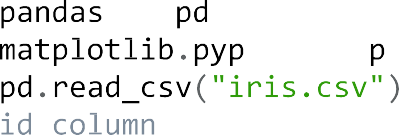 pandas pd
matplotlib.pyp p
pd.read_csv("iris.csv")
id column